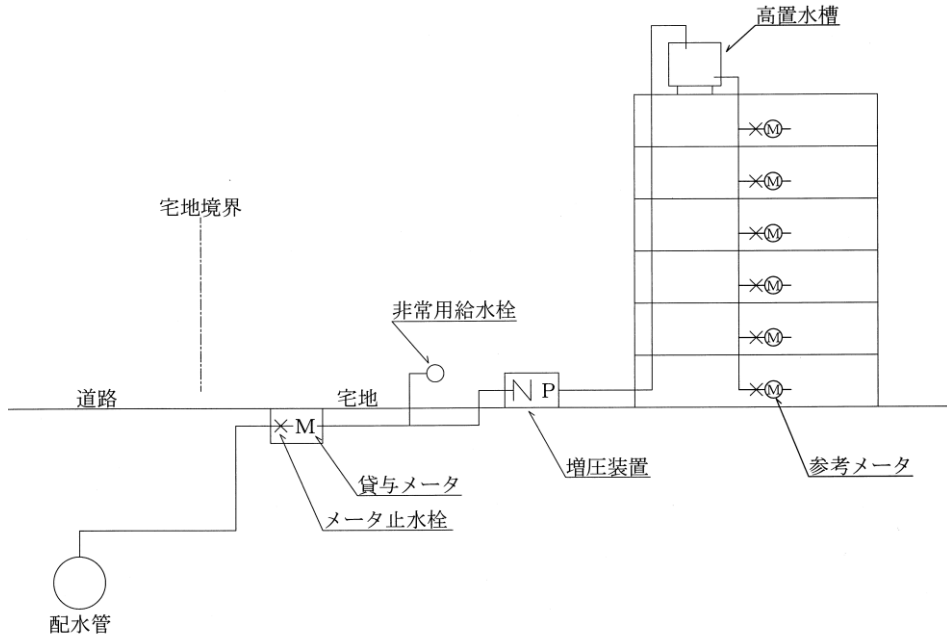 高置水槽
M
M
M
M
M
M
宅地境界
非常用給水栓
道路
宅地
P
M
増圧装置
参考メータ
貸与メータ
メータ止水栓
配水管